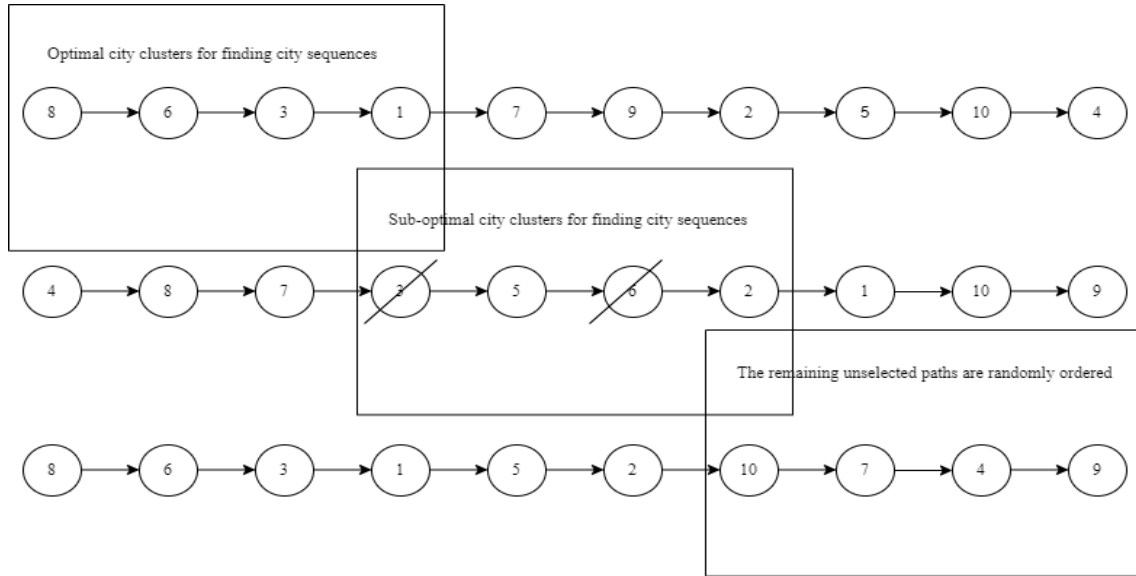 Optimal city clusters for finding city sequences
8 6 3 1 7 9 2 5 10 4
Sub-optimal city clusters for finding city sequences
4 8 7 3 5 6 2 1 10 9
The remaining unselected paths are randomly ordered
8 6 3 1 5 2 10 7 4 9